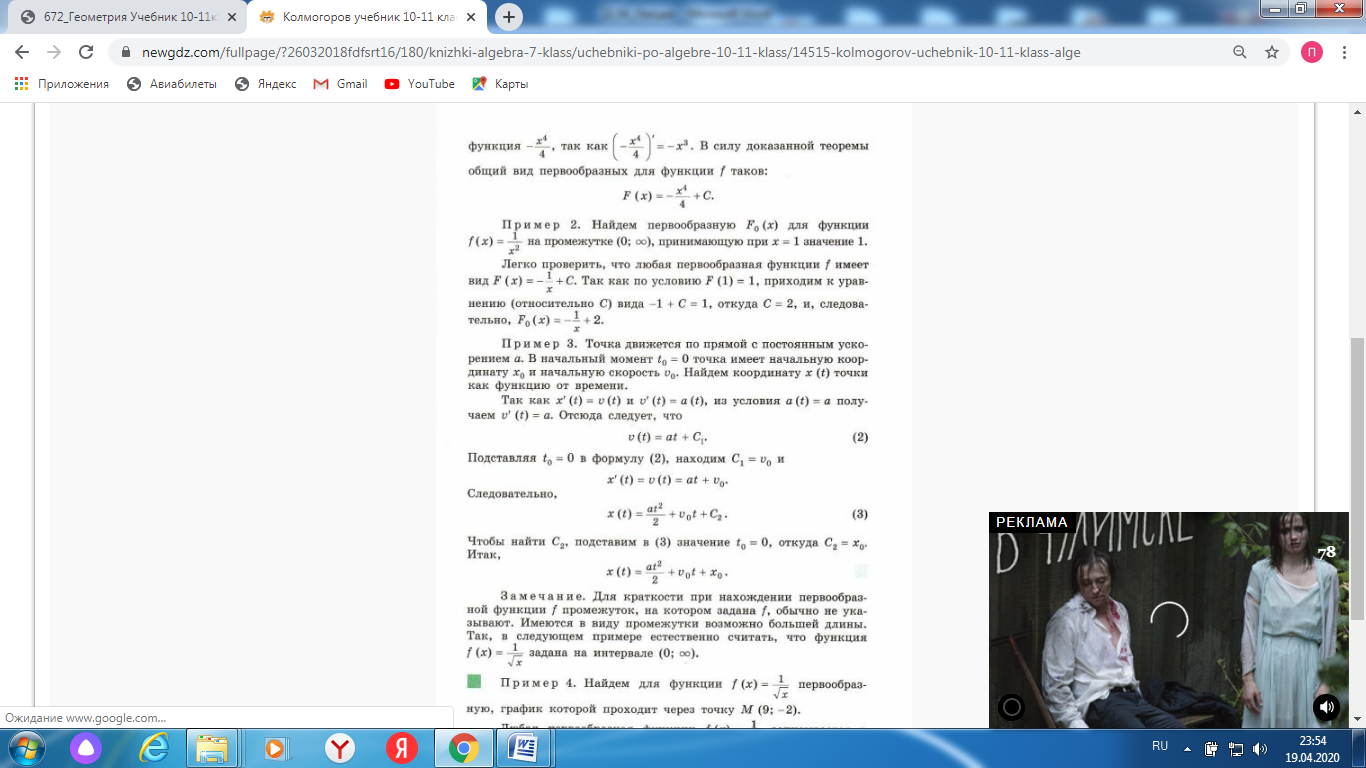 672_Геометрия Учебник 10-11к
Колмогоров учебник 10-11 кла
newgdz.com/fullpage/?26032018fdfsrt16/180/knizhki-algebra-7-klass/uchebniki-po-algebre-10-11-klass/14515-kolmogorov-uchebnik-10-11-klass-alge
П
Приложения Авиабилеты Яндекс Gmail YouTube Карты
функция −x⁴/4, так как (−x⁴/4)′ = −x³. В силу доказанной теоремы
общий вид первообразных для функции f таков:
F (x) = −x⁴/4 + C.
Пример 2. Найдем первообразную F₀ (x) для функции
f (x) = 1/x² на промежутке (0; ∞), принимающую при x = 1 значение 1.
Легко проверить, что любая первообразная функции f имеет
вид F (x) = −1/x + C. Так как по условию F (1) = 1, приходим к урав-
нению (относительно C) вида −1 + C = 1, откуда C = 2, и, следова-
тельно, F₀ (x) = −1/x + 2.
Пример 3. Точка движется по прямой с постоянным уско-
рением a. В начальный момент t₀ = 0 точка имеет начальную коор-
динату x₀ и начальную скорость v₀. Найдем координату x (t) точки
как функцию от времени.
Так как x′ (t) = v (t) и v′ (t) = a (t), из условия a (t) = a полу-
чаем v′ (t) = a. Отсюда следует, что
v (t) = at + C₁. (2)
Подставляя t₀ = 0 в формулу (2), находим C₁ = v₀ и
x′ (t) = v (t) = at + v₀.
Следовательно,
x (t) = at²/2 + v₀t + C₂. (3)
Чтобы найти C₂, подставим в (3) значение t₀ = 0, откуда C₂ = x₀.
Итак,
x (t) = at²/2 + v₀t + x₀.
Замечание. Для краткости при нахождении первообраз-
ной функции f промежуток, на котором задана f, обычно не ука-
зывают. Имеются в виду промежутки возможно большей длины.
Так, в следующем примере естественно считать, что функция
f (x) = 1/√x задана на интервале (0; ∞).
Пример 4. Найдем для функции f (x) = 1/√x первообраз-
ную, график которой проходит через точку M (9; −2).
РЕКЛАМА
78
Ожидание www.google.com...
RU
23:54
19.04.2020